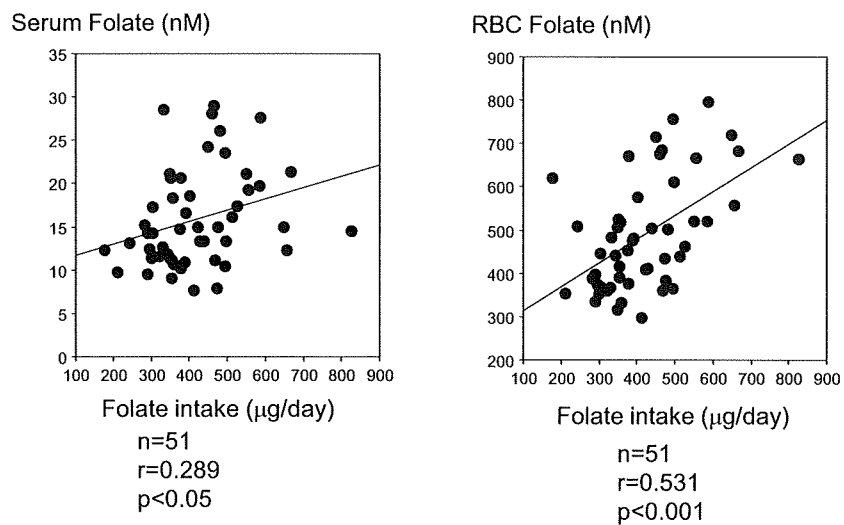 Serum Folate (nM)
35
30
25
20
15
10
5
0
100 200 300 400 500 600 700 800 900
Folate intake (μg/day)
n=51
r=0.289
p<0.05
RBC Folate (nM)
900
800
700
600
500
400
300
200
100 200 300 400 500 600 700 800 900
Folate intake (μg/day)
n=51
r=0.531
p<0.001